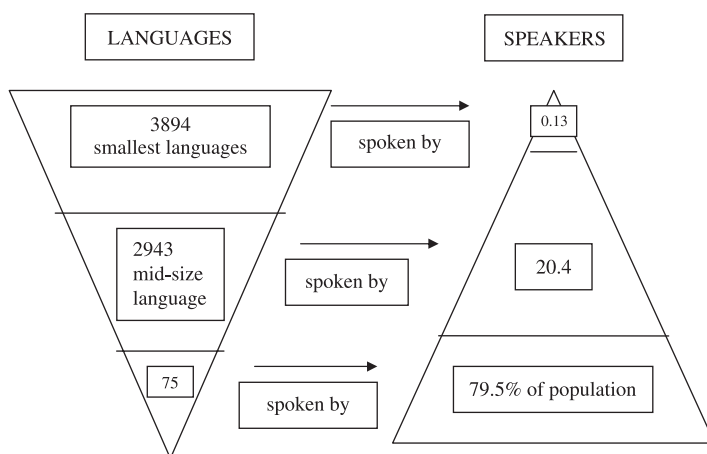 LANGUAGES
SPEAKERS
3894
smallest languages
spoken by
0.13
2943
mid-size
language
spoken by
20.4
75
spoken by
79.5% of population